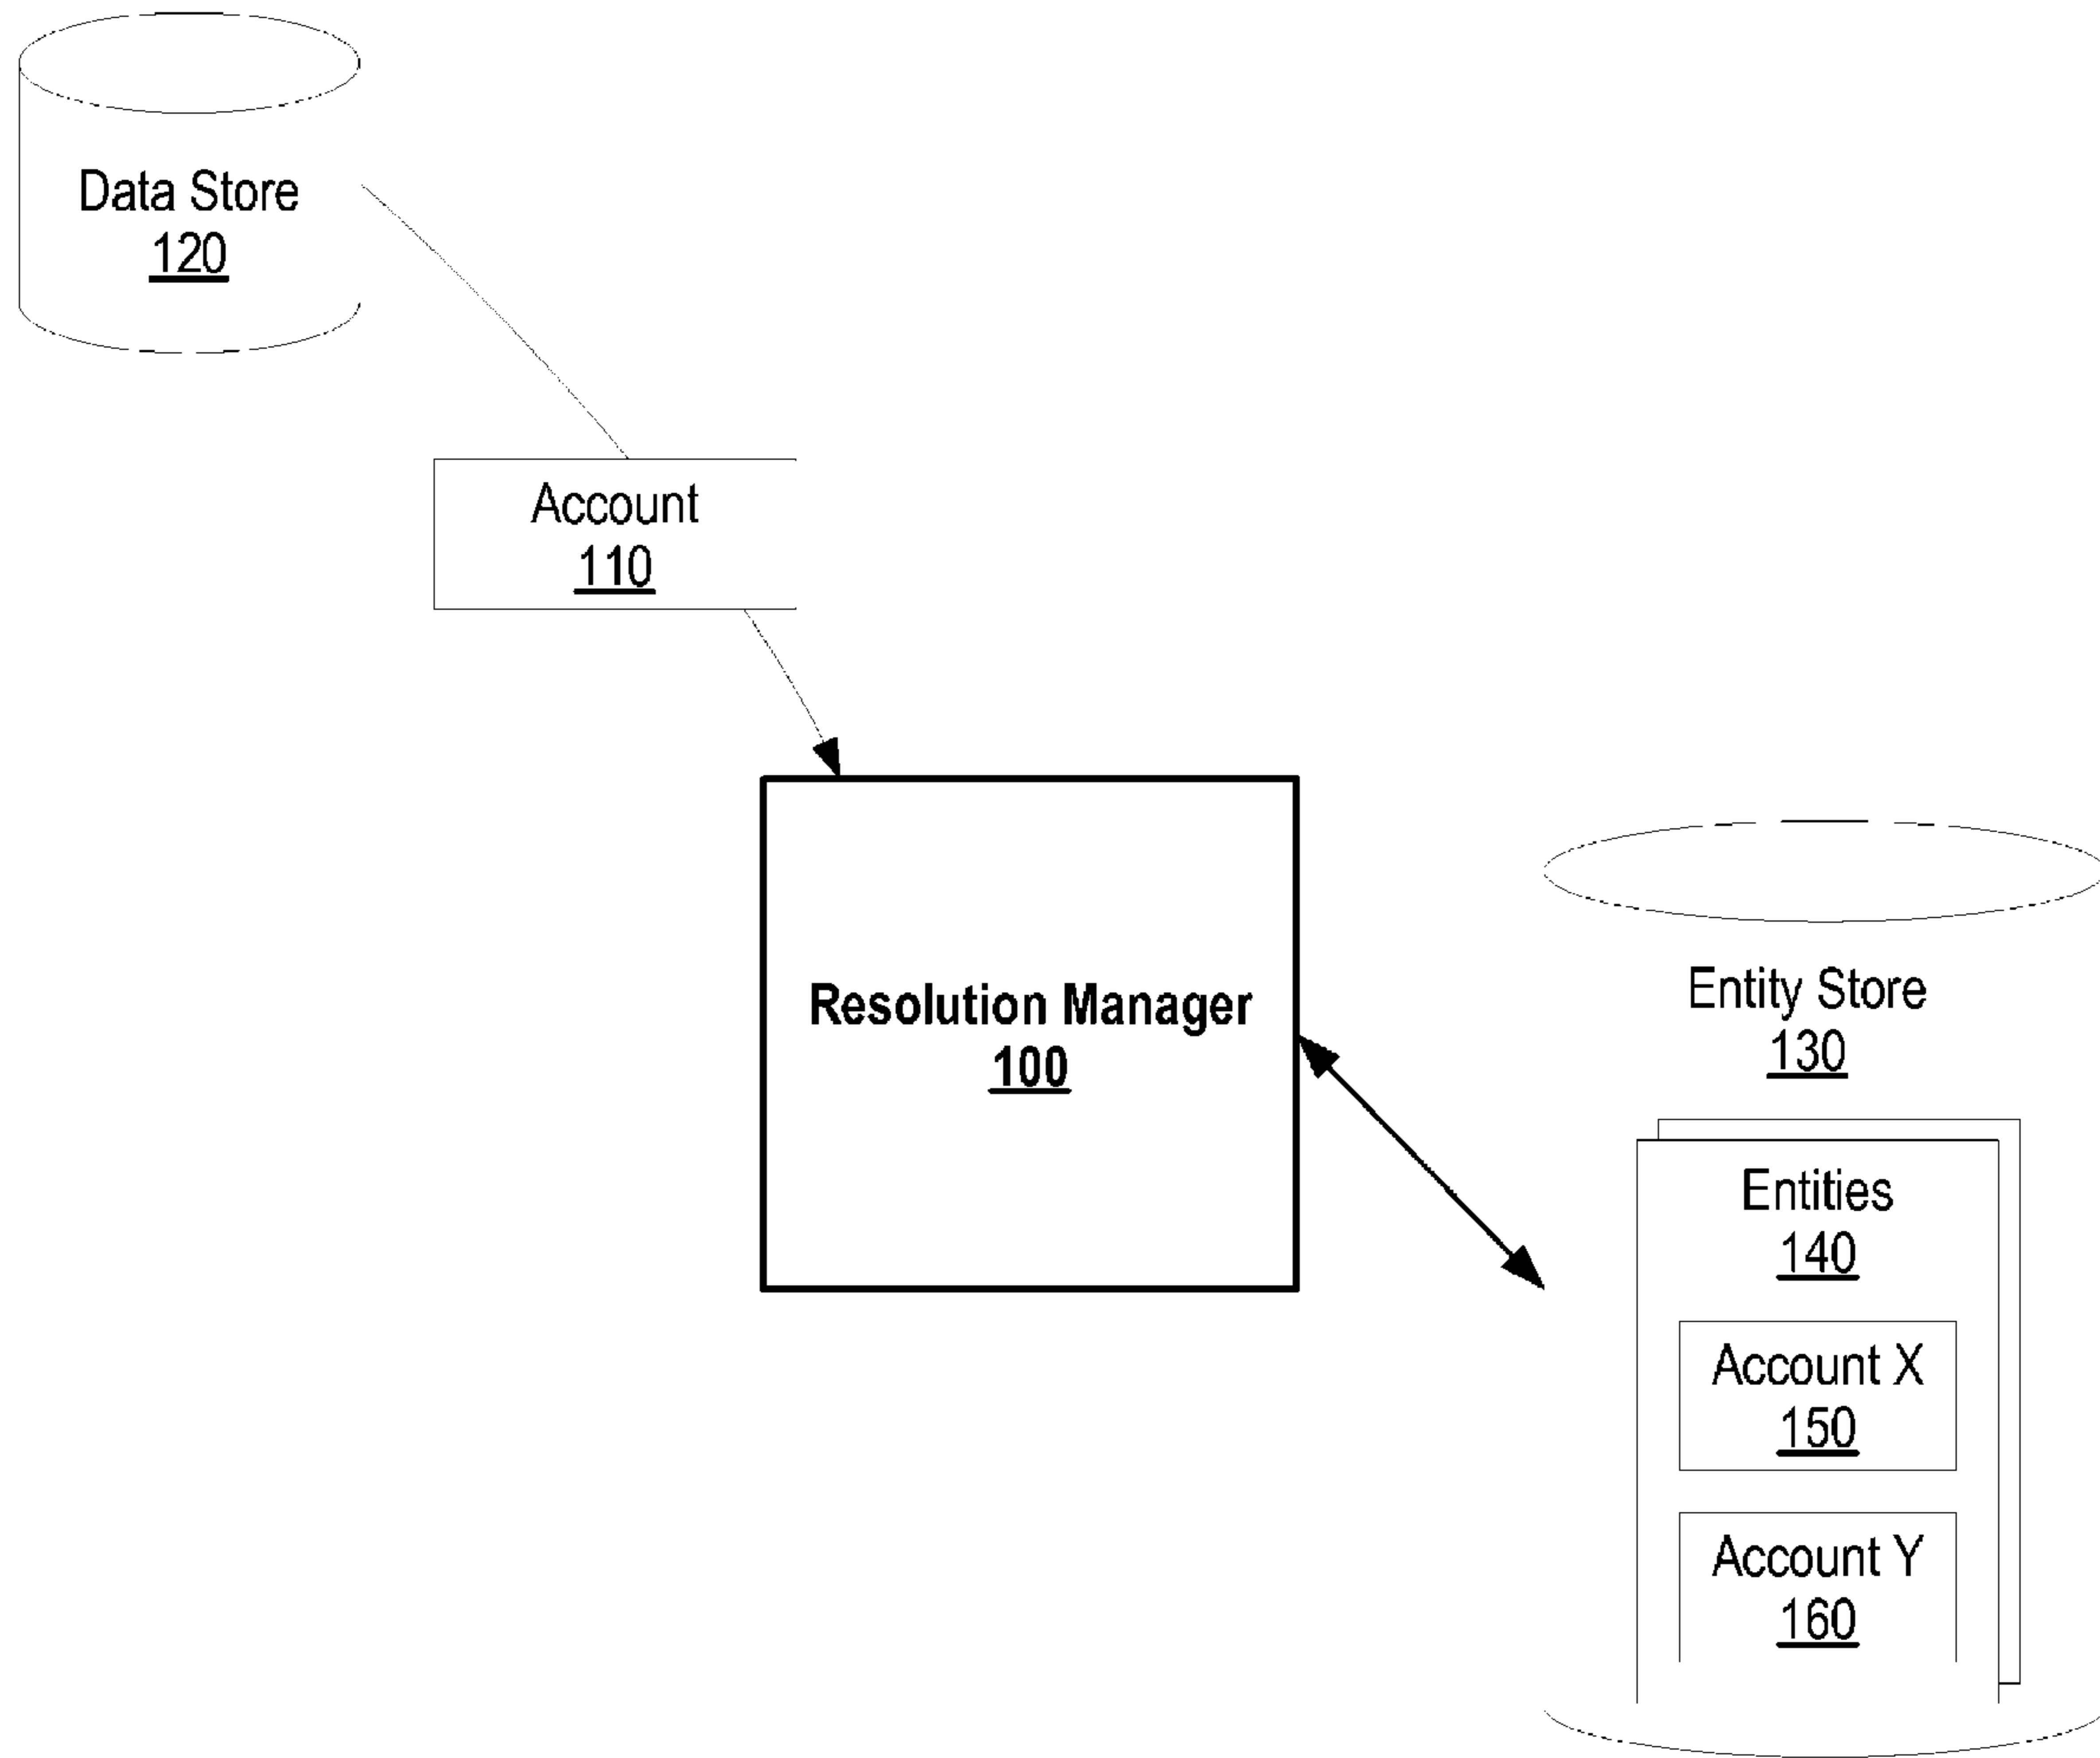 Data Store
120
Account
110
Resolution Manager
100
Entity Store
130
Entities
140
Account X
150
Account Y
160